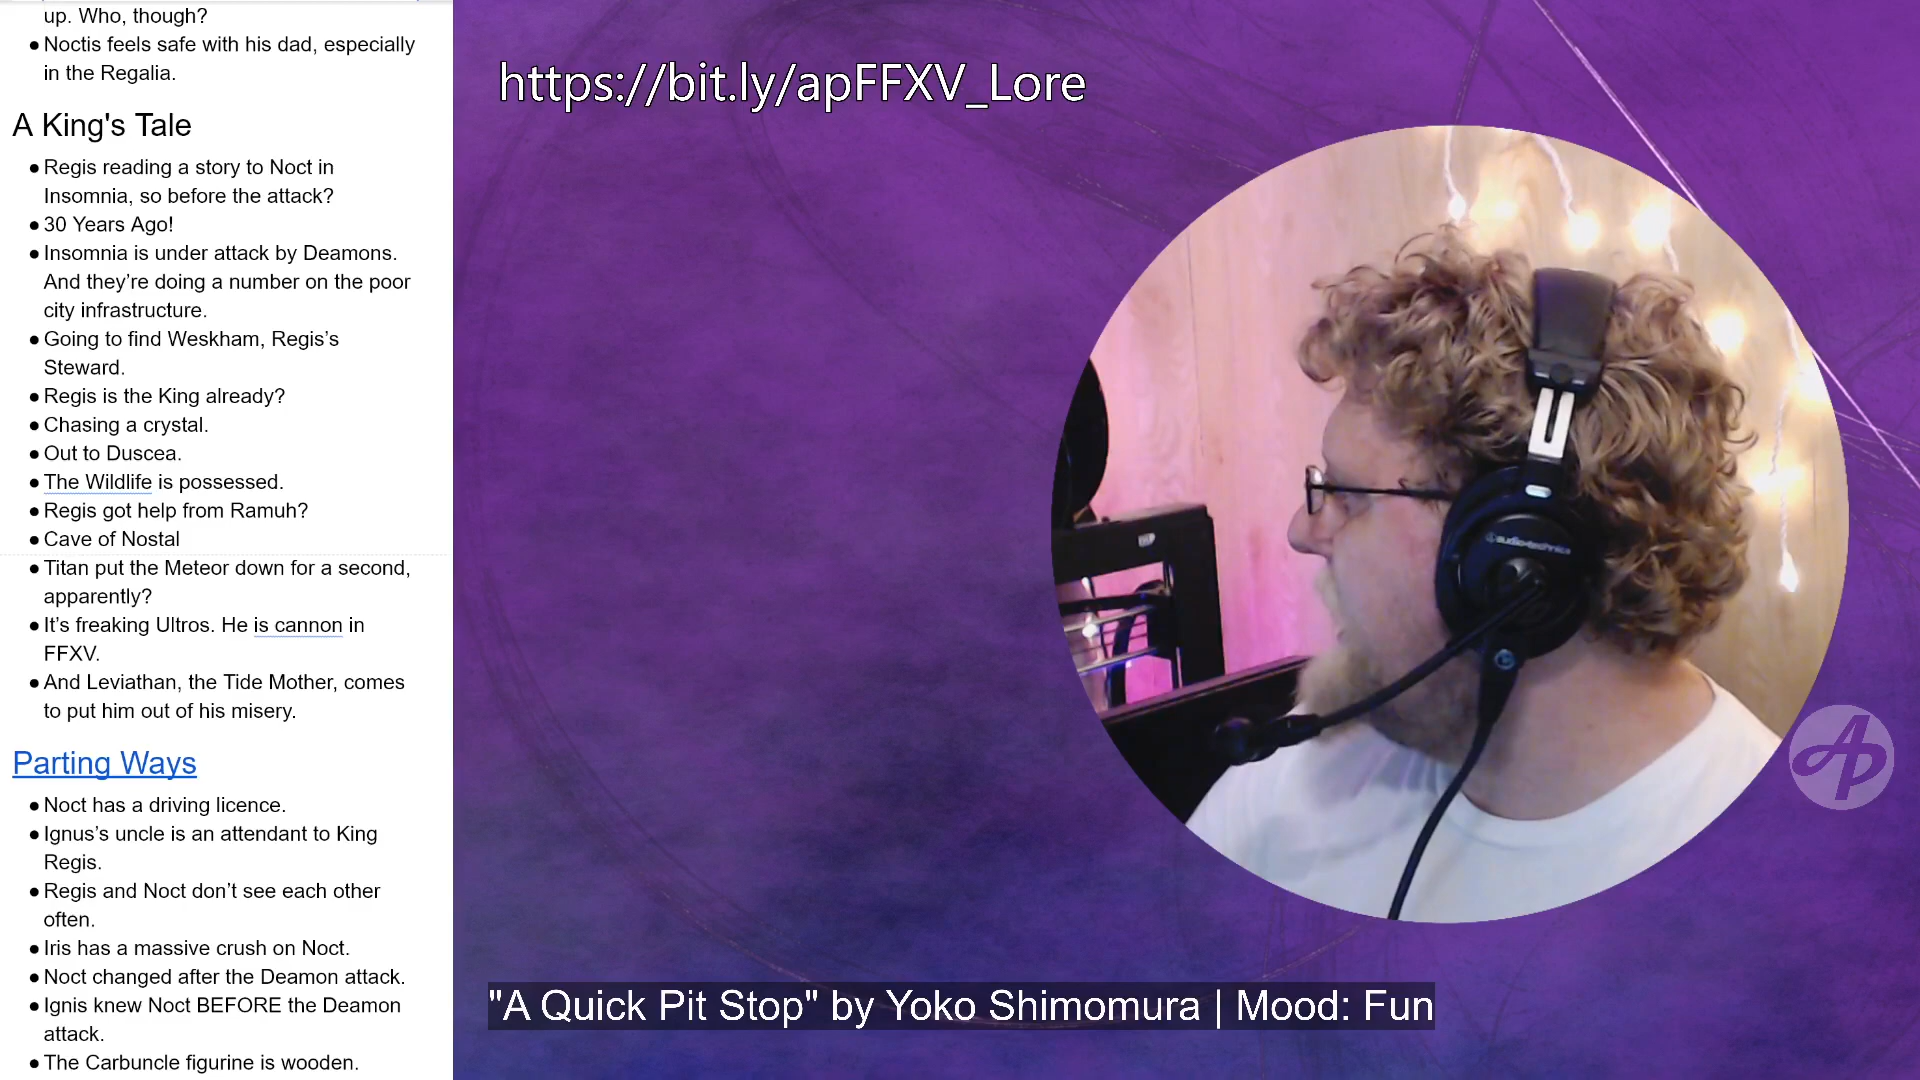 up. Who, though?
● Noctis feels safe with his dad, especially
in the Regalia.
A King's Tale
● Regis reading a story to Noct in
Insomnia, so before the attack?
● 30 Years Ago!
● Insomnia is under attack by Deamons.
And they’re doing a number on the poor
city infrastructure.
● Going to find Weskham, Regis’s
Steward.
● Regis is the King already?
● Chasing a crystal.
● Out to Duscea.
● The Wildlife is possessed.
● Regis got help from Ramuh?
● Cave of Nostal
● Titan put the Meteor down for a second,
apparently?
● It’s freaking Ultros. He is cannon in
FFXV.
● And Leviathan, the Tide Mother, comes
to put him out of his misery.
Parting Ways
● Noct has a driving licence.
● Ignus’s uncle is an attendant to King
Regis.
● Regis and Noct don’t see each other
often.
● Iris has a massive crush on Noct.
● Noct changed after the Deamon attack.
● Ignis knew Noct BEFORE the Deamon
attack.
● The Carbuncle figurine is wooden.
https://bit.ly/apFFXV_Lore
audio-technica
AP
"A Quick Pit Stop" by Yoko Shimomura | Mood: Fun